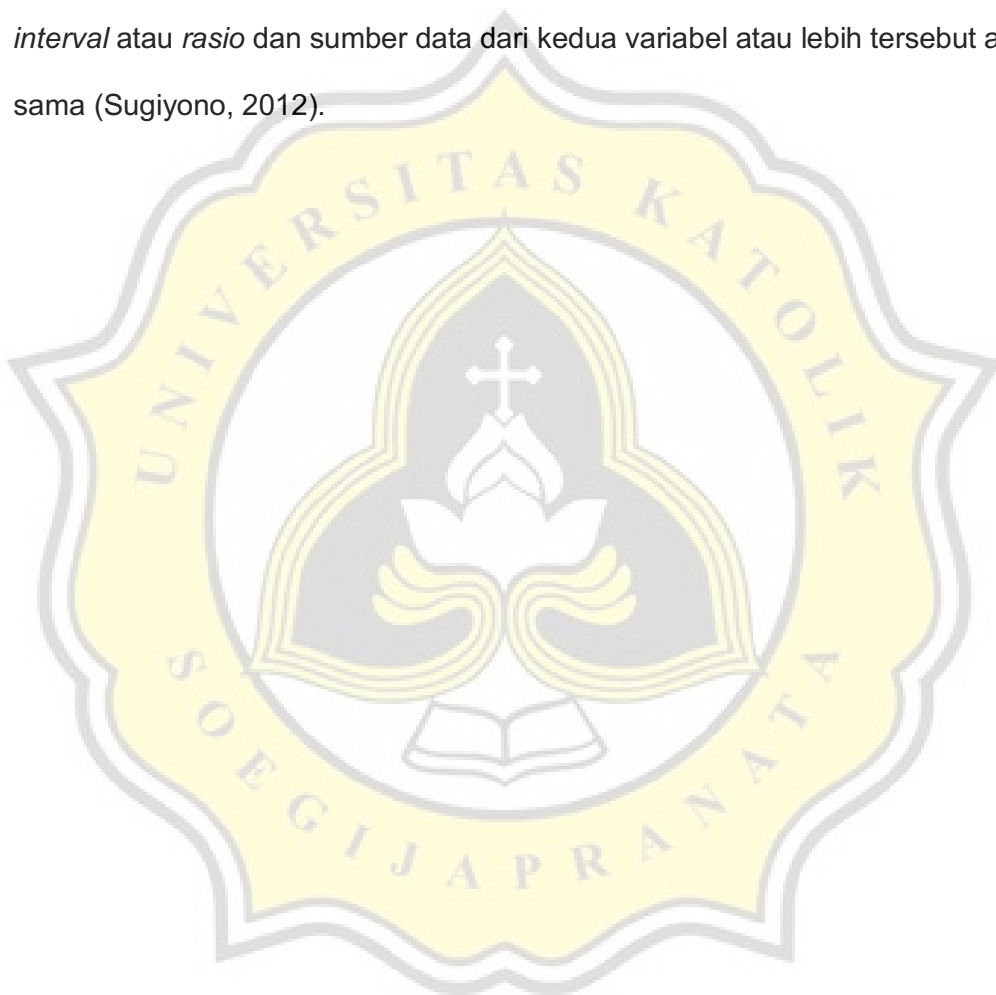 interval atau rasio dan sumber data dari kedua variabel atau lebih tersebut
sama (Sugiyono, 2012).
UNIVERSITAS KATOLIK
SOEGIJAPRANATA